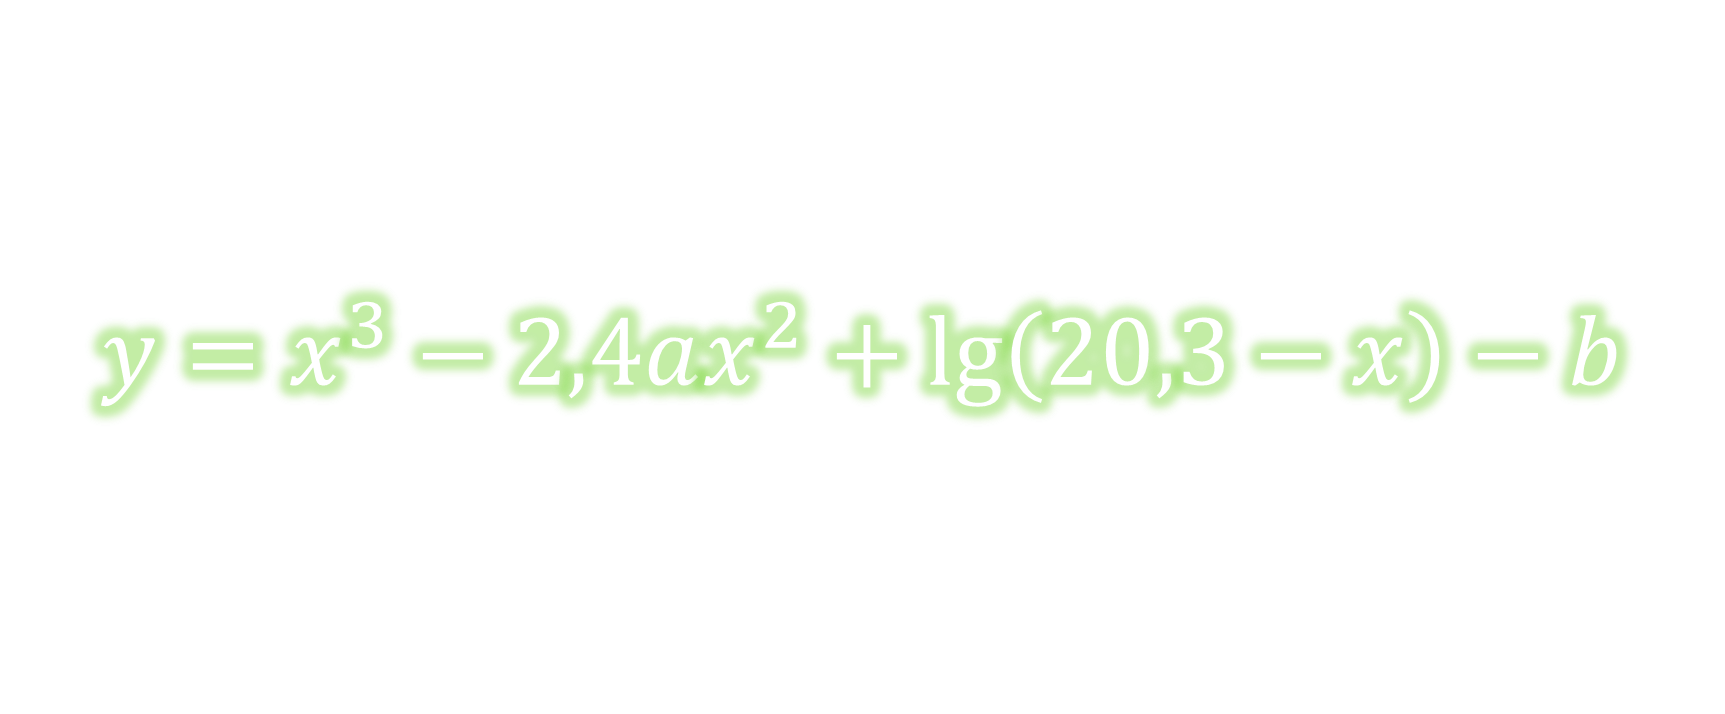 y = x³ − 2,4ax² + lg(20,3 − x) − b